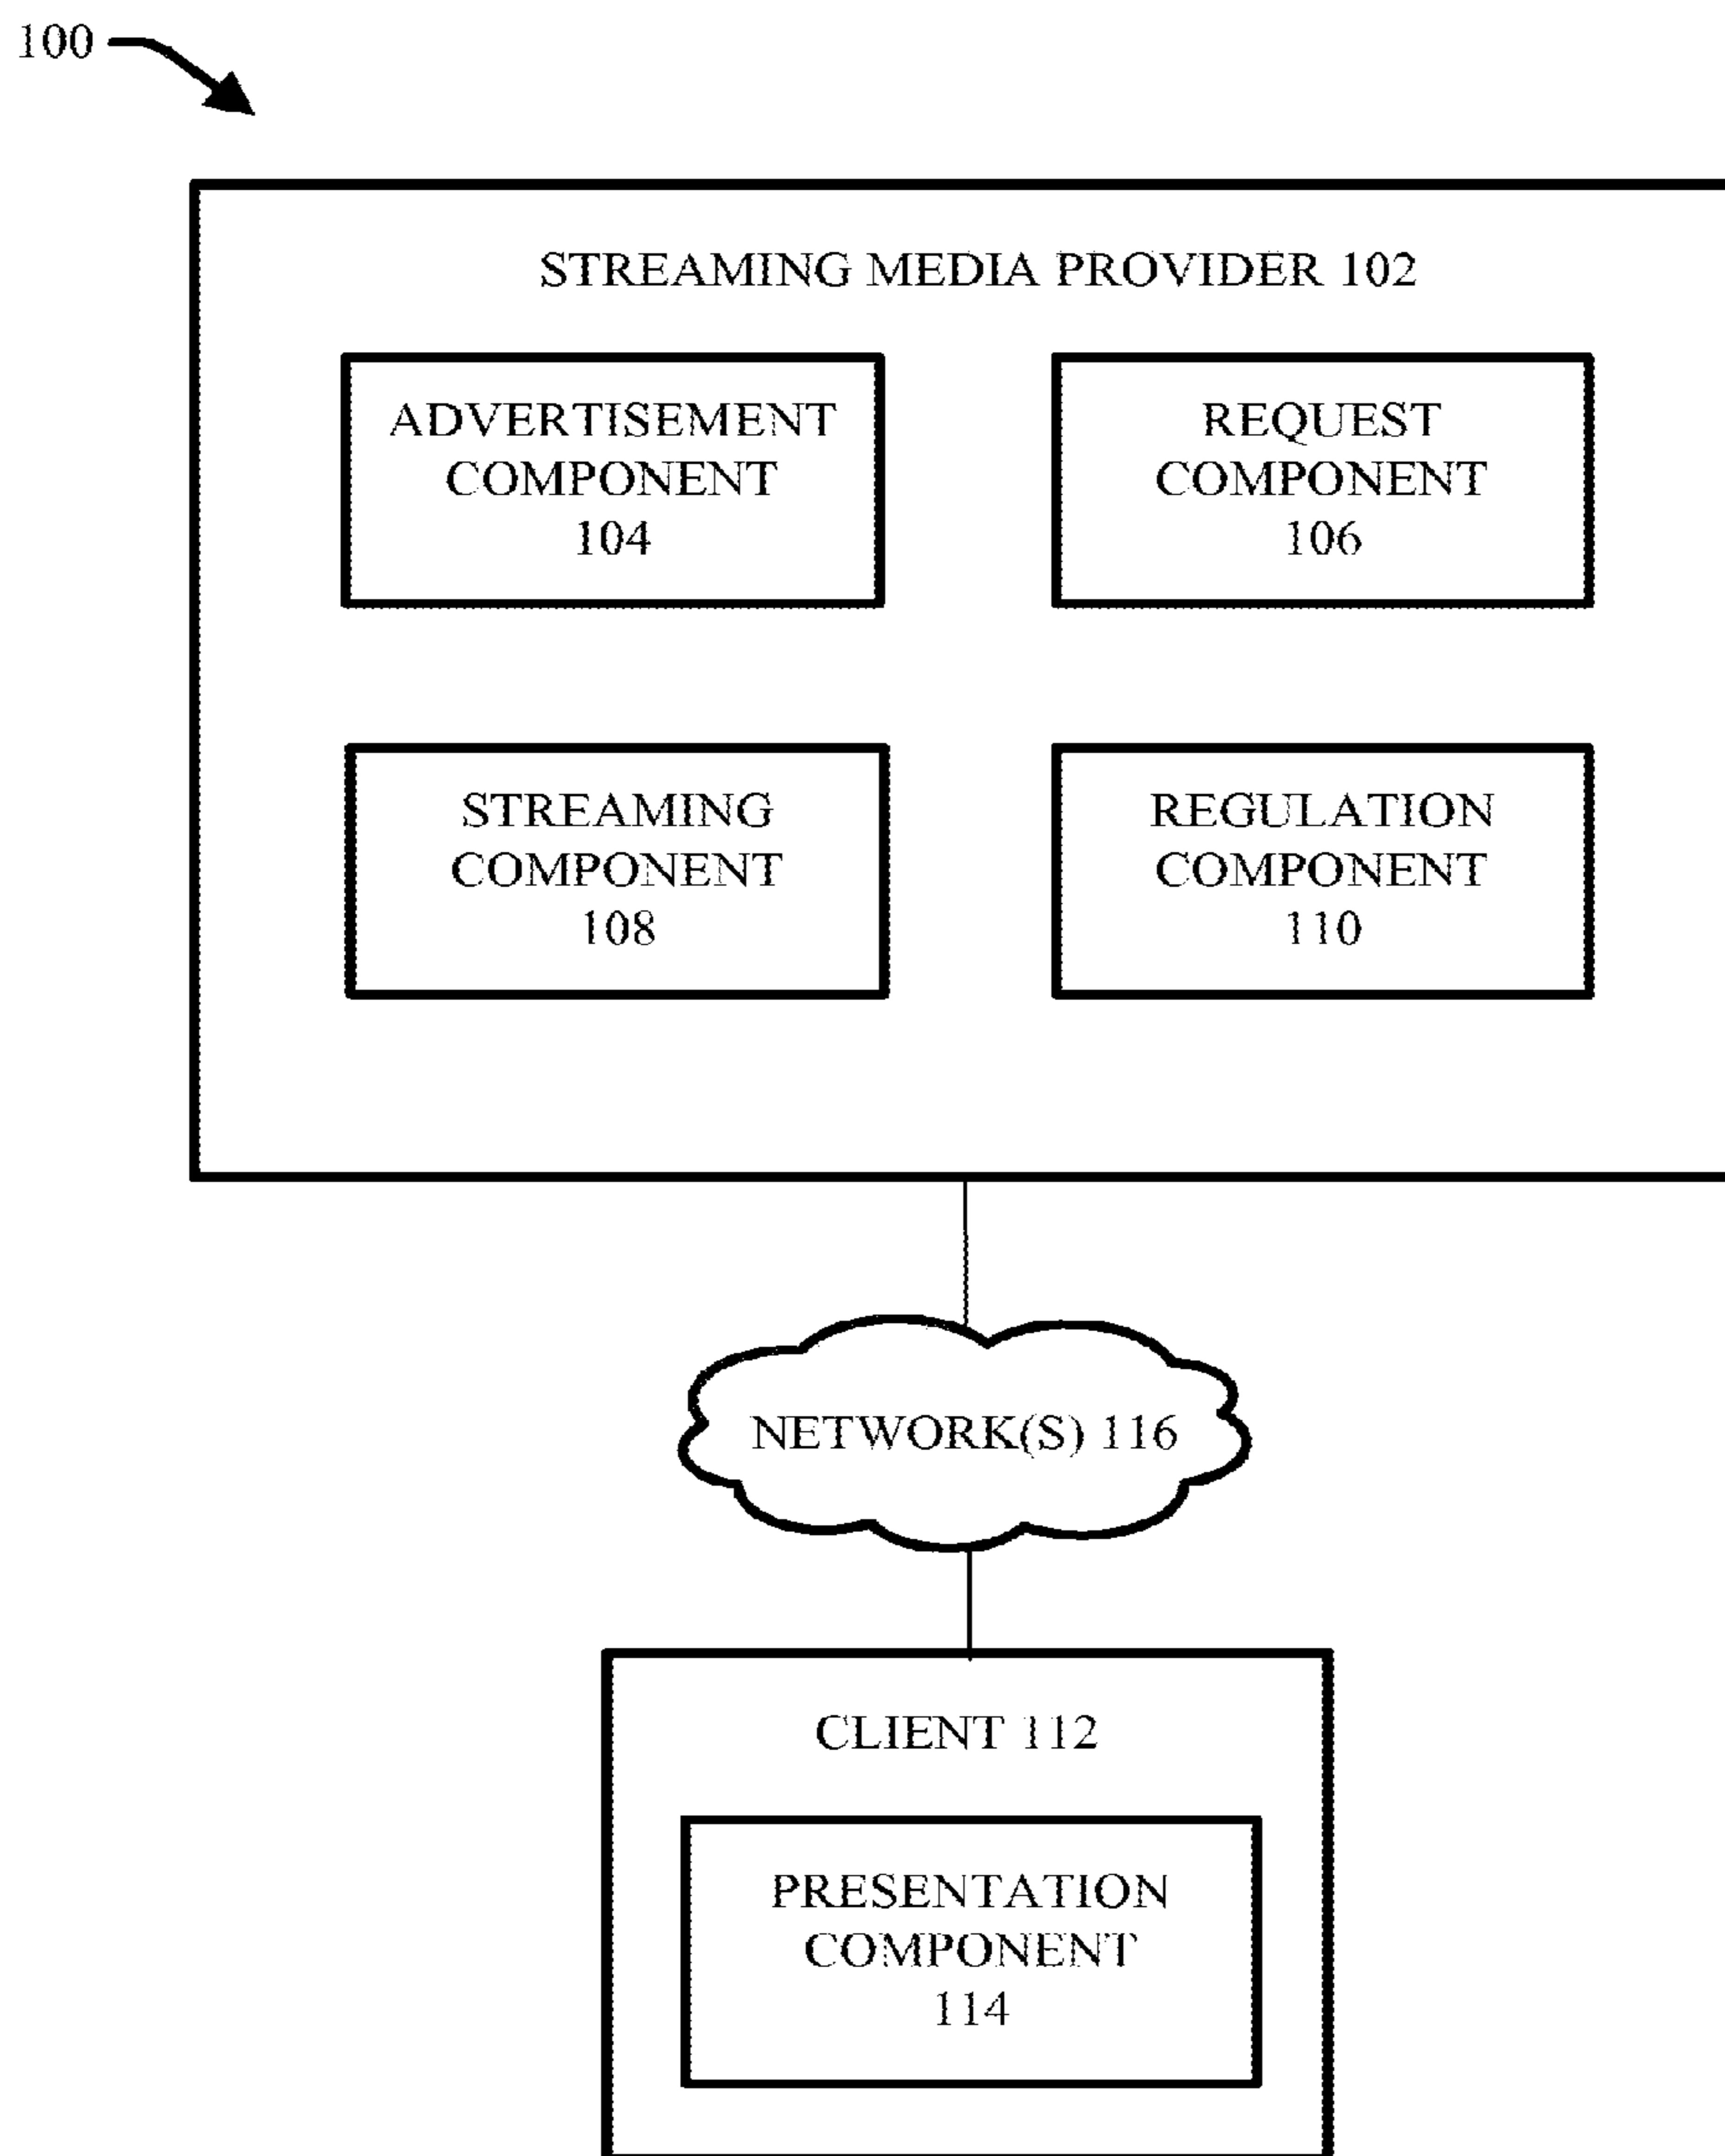 100
STREAMING MEDIA PROVIDER 102
ADVERTISEMENT
COMPONENT
104
REQUEST
COMPONENT
106
STREAMING
COMPONENT
108
REGULATION
COMPONENT
110
NETWORK(S) 116
CLIENT 112
PRESENTATION
COMPONENT
114